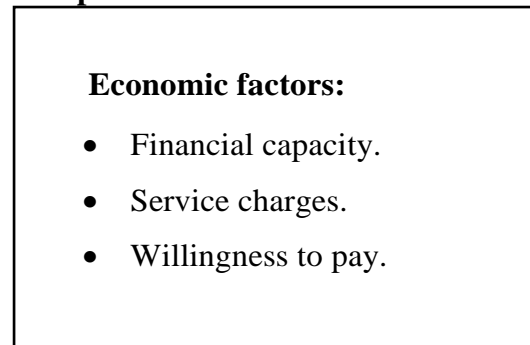 Economic factors:
• Financial capacity.
• Service charges.
• Willingness to pay.